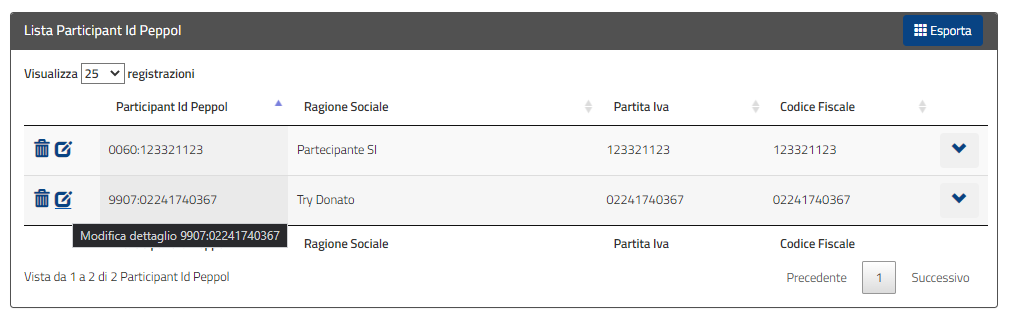 Lista Participant Id Peppol Esporta
Visualizza 25 registrazioni
Participant Id Peppol Ragione Sociale Partita Iva Codice Fiscale
0060:123321123 Partecipante SI 123321123 123321123
9907:02241740367 Try Donato 02241740367 02241740367
Modifica dettaglio 9907:02241740367
Ragione Sociale Partita Iva Codice Fiscale
Vista da 1 a 2 di 2 Participant Id Peppol Precedente 1 Successivo